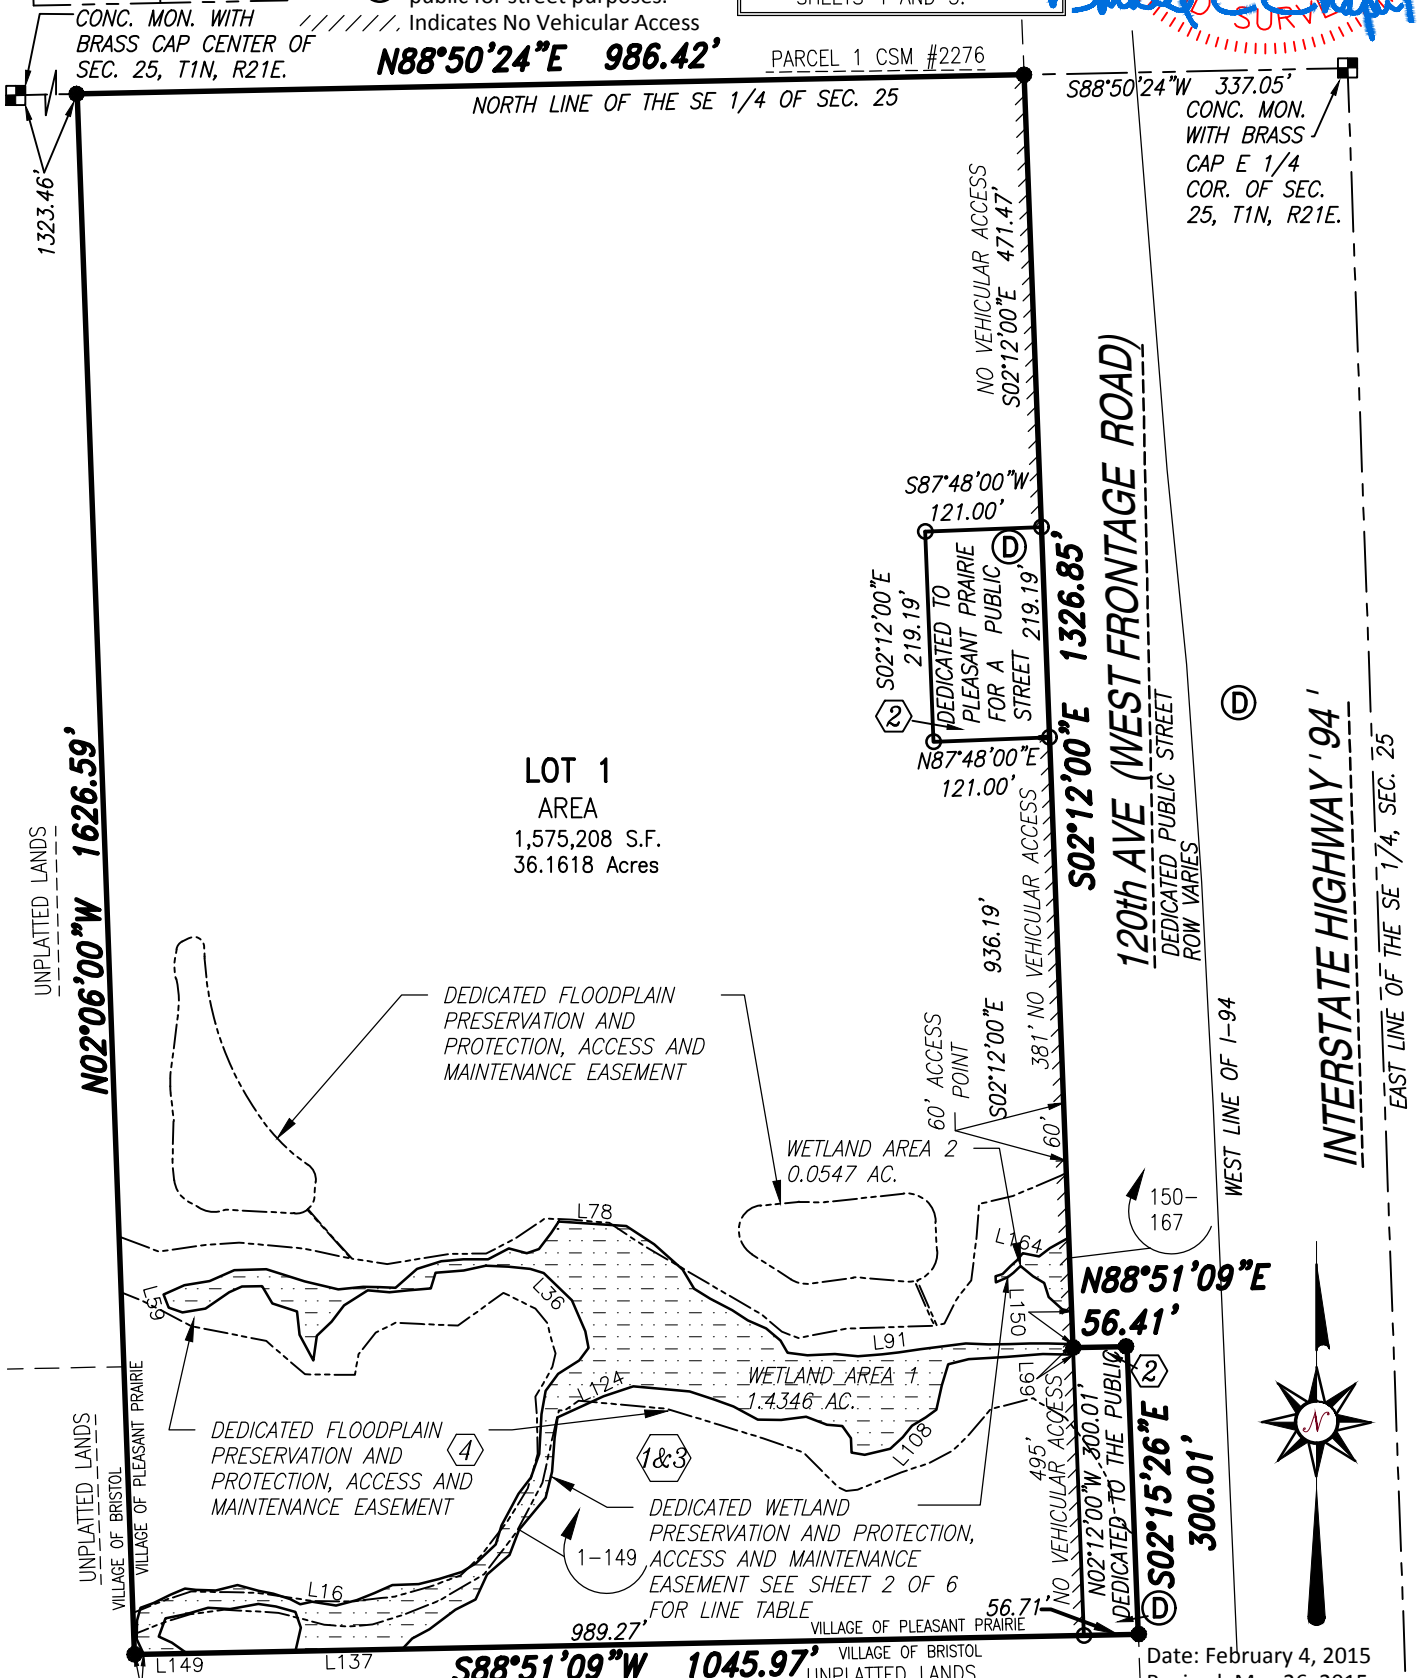 public for street purposes.
Indicates No Vehicular Access
SHEETS 1 AND 3.
SURVEY
CONC. MON. WITH
BRASS CAP CENTER OF
SEC. 25, T1N, R21E.
N88°50'24"E 986.42'
PARCEL 1 CSM #2276
NORTH LINE OF THE SE 1/4 OF SEC. 25
S88°50'24"W 337.05'
CONC. MON.
WITH BRASS
CAP E 1/4
COR. OF SEC.
25, T1N, R21E.
1323.46'
NO VEHICULAR ACCESS
S02°12'00"E 471.47'
S87°48'00"W
121.00'
D
DEDICATED TO
PLEASANT PRAIRIE
FOR A PUBLIC
STREET 219.19'
S02°12'00"E
219.19'
2
N87°48'00"E
121.00'
S02°12'00"E 1326.85'
120th AVE (WEST FRONTAGE ROAD)
DEDICATED PUBLIC STREET
ROW VARIES
D
INTERSTATE HIGHWAY '94'
EAST LINE OF THE SE 1/4, SEC. 25
WEST LINE OF I-94
LOT 1
AREA
1,575,208 S.F.
36.1618 Acres
UNPLATTED LANDS
N02°06'00"W 1626.59'
381' NO VEHICULAR ACCESS
S02°12'00"E 936.19'
60' ACCESS
POINT
60'
DEDICATED FLOODPLAIN
PRESERVATION AND
PROTECTION, ACCESS AND
MAINTENANCE EASEMENT
WETLAND AREA 2
0.0547 AC.
150-
167
L78
L164
N88°51'09"E
56.41'
L59
L36
L150
L91
L166
WETLAND AREA 1
1.4346 AC.
L124
L108
2
DEDICATED FLOODPLAIN
PRESERVATION AND
PROTECTION, ACCESS AND
MAINTENANCE EASEMENT
4
1&3
DEDICATED WETLAND
PRESERVATION AND PROTECTION,
ACCESS AND MAINTENANCE
EASEMENT SEE SHEET 2 OF 6
FOR LINE TABLE
1-149
495'
NO VEHICULAR ACCESS
N02°12'00"W 300.01'
DEDICATED TO THE PUBLIC
S02°15'26"E
300.01'
D
N
UNPLATTED LANDS
VILLAGE OF BRISTOL
VILLAGE OF PLEASANT PRAIRIE
L16
56.71'
989.27'
VILLAGE OF PLEASANT PRAIRIE
VILLAGE OF BRISTOL
UNPLATTED LANDS
L149
L137
S88°51'09"W 1045.97'
Date: February 4, 2015